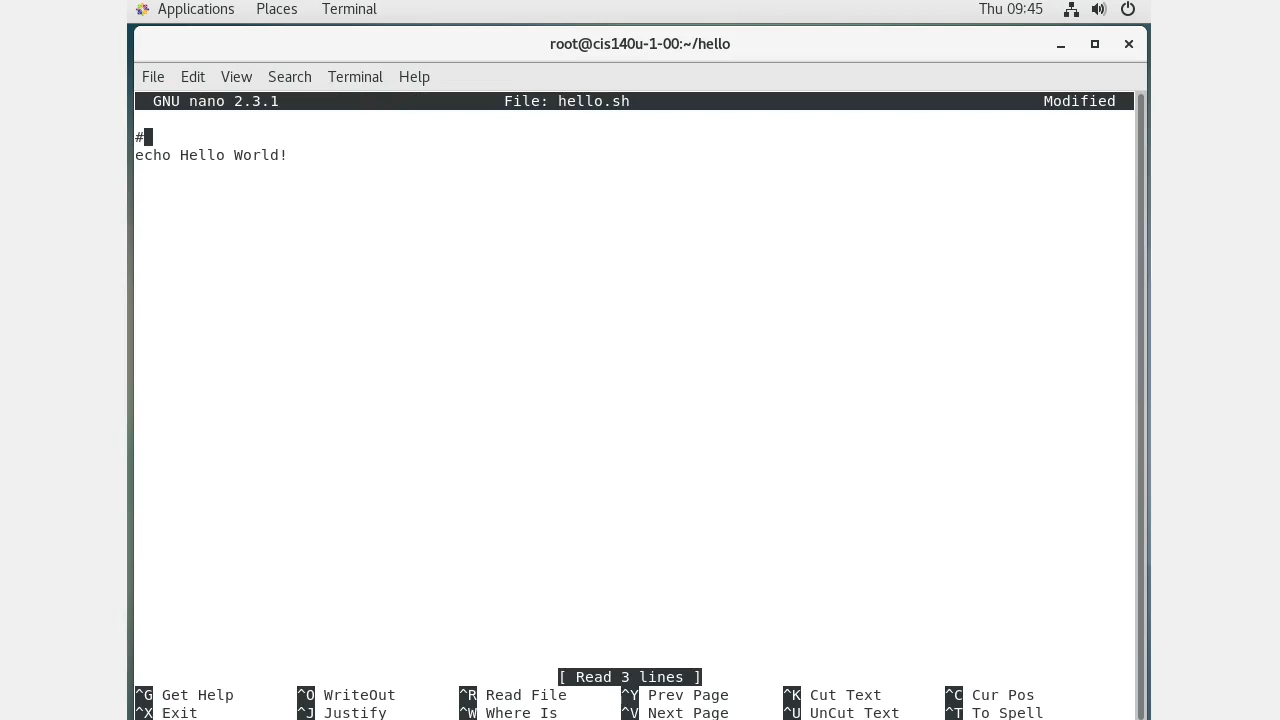 Applications Places Terminal Thu 09:45
root@cis140u-1-00:~/hello
File Edit View Search Terminal Help
GNU nano 2.3.1 File: hello.sh Modified
#
echo Hello World!
[ Read 3 lines ]
^G Get Help ^O WriteOut ^R Read File ^Y Prev Page ^K Cut Text ^C Cur Pos
^X Exit ^J Justify ^W Where Is ^V Next Page ^U UnCut Text ^T To Spell